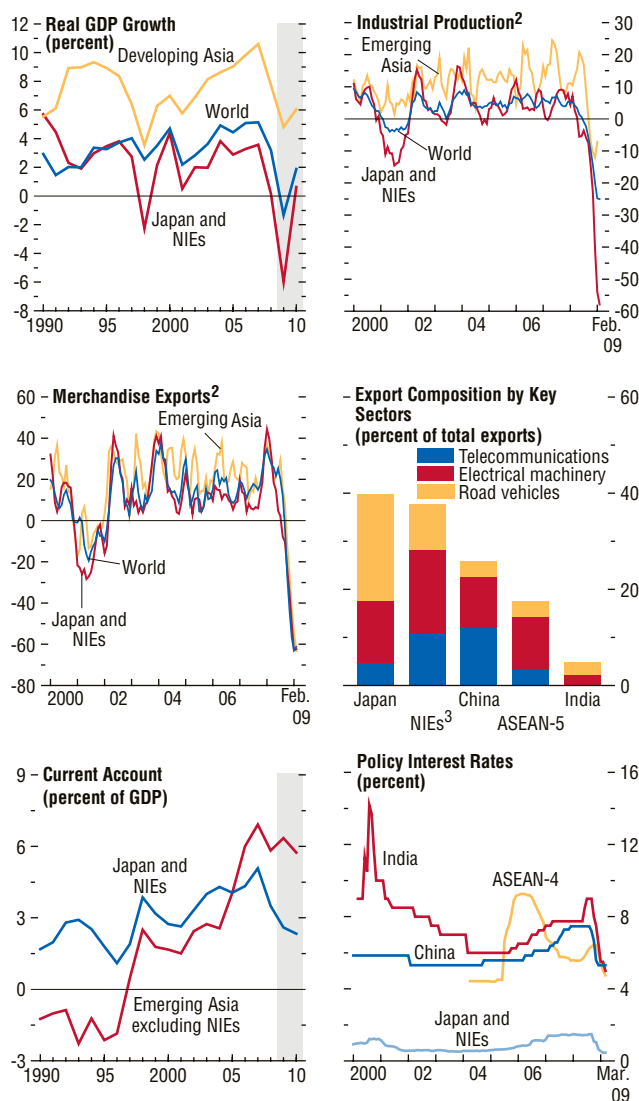 Real GDP Growth
(percent)
12
10
8
6
4
2
0
-2
-4
-6
-8
Developing Asia
World
Japan and
NIEs
1990
95
2000
05
10
Industrial Production2
30
20
10
0
-10
-20
-30
-40
-50
-60
Emerging
Asia
World
Japan and
NIEs
2000
02
04
06
Feb.
09
Merchandise Exports2
60
40
20
0
-20
-40
-60
-80
Emerging Asia
World
Japan and
NIEs
2000
02
04
06
Feb.
09
Export Composition by Key
Sectors
(percent of total exports)
Telecommunications
Electrical machinery
Road vehicles
60
40
20
0
Japan
NIEs3
China
ASEAN-5
India
Current Account
(percent of GDP)
9
6
3
0
-3
Japan and
NIEs
Emerging Asia
excluding NIEs
1990
95
2000
05
10
Policy Interest Rates
(percent)
16
12
8
4
0
India
ASEAN-4
China
Japan and
NIEs
2000
02
04
06
Mar.
09